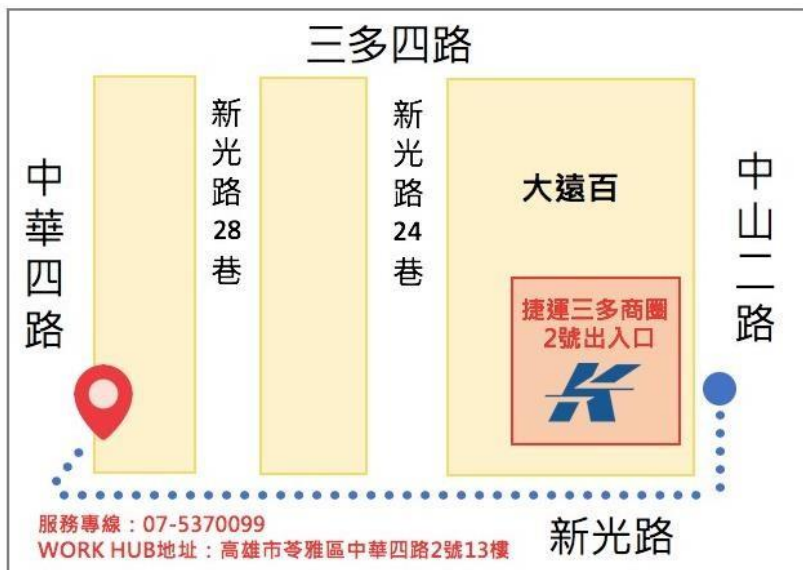 三多四路
中華四路
新光路28巷
新光路24巷
大遠百
中山二路
捷運三多商圈
2號出入口
服務專線：07-5370099
WORK HUB地址：高雄市苓雅區中華四路2號13樓
新光路